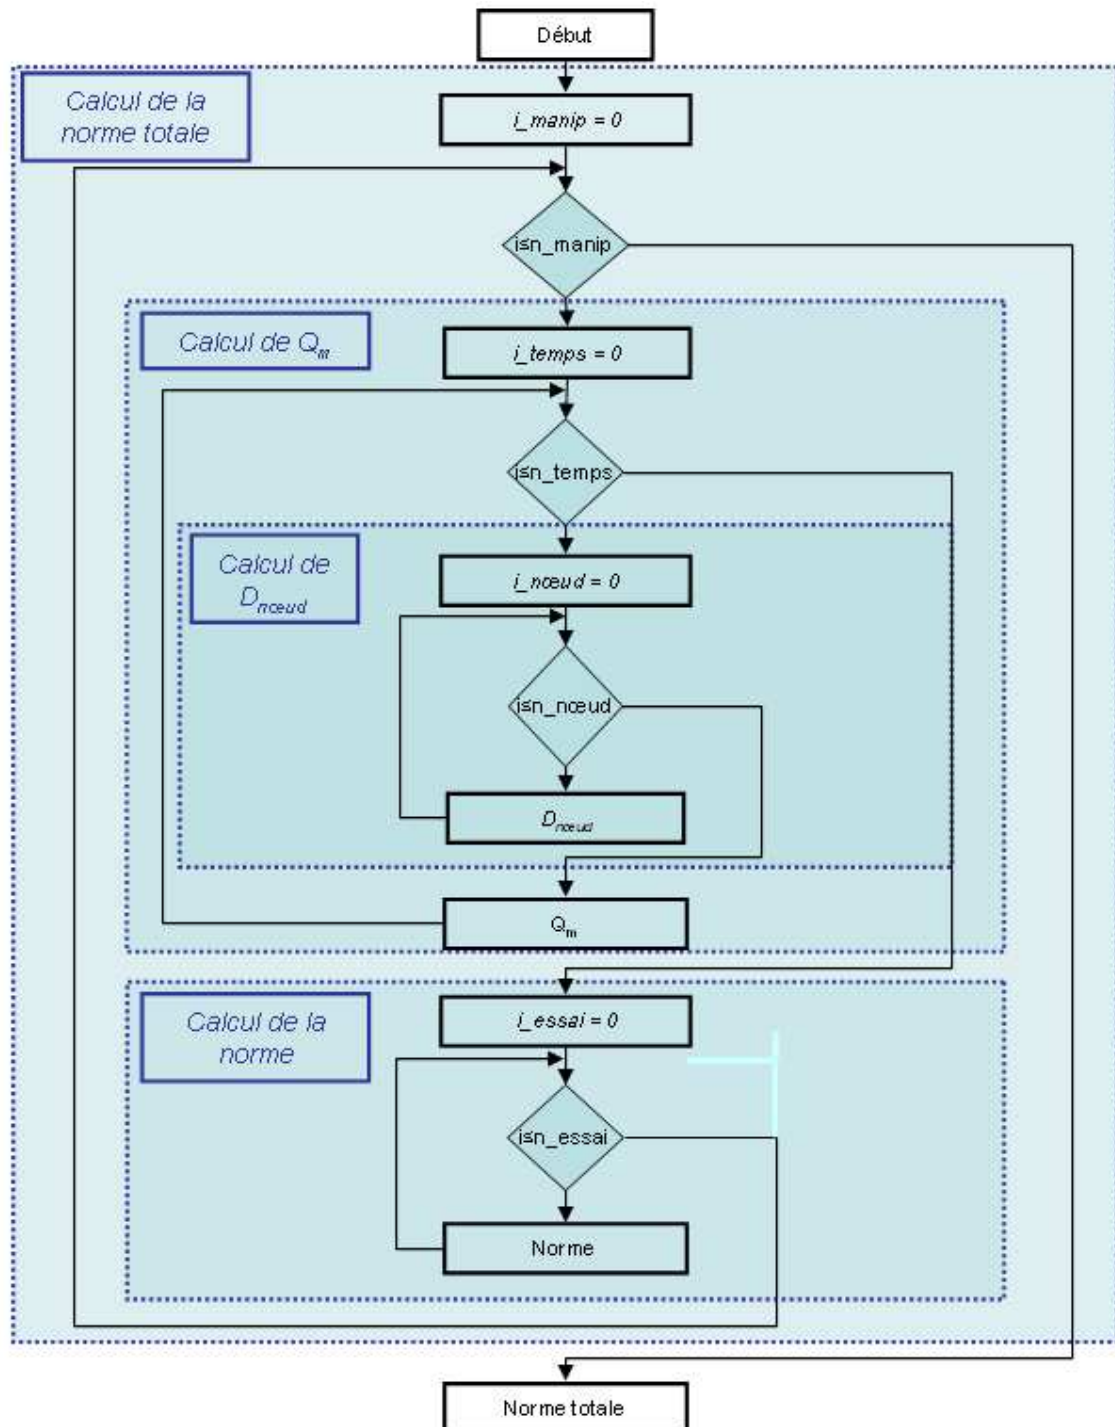 Début
Calcul de la
norme totale
i_manip = 0
i≤n_manip
Calcul de Qm
i_temps = 0
i≤n_temps
Calcul de
Dnœud
i_nœud = 0
i≤n_nœud
Dnœud
Qm
Calcul de la
norme
i_essai = 0
i≤n_essai
Norme
Norme totale